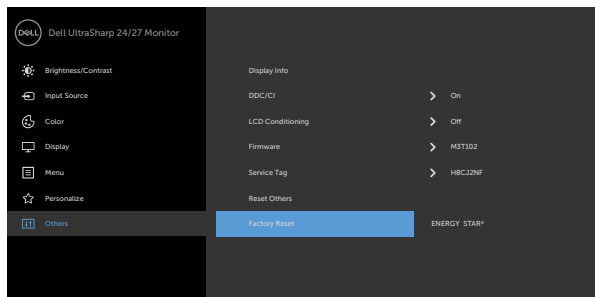 DELL Dell UltraSharp 24/27 Monitor
Brightness/Contrast Display Info
Input Source DDC/CI On
Color LCD Conditioning Off
Display Firmware M3T102
Menu Service Tag H8CJ2NF
Personalize Reset Others
Others Factory Reset ENERGY STAR®